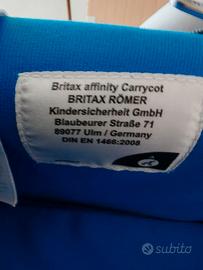 Britax affinity Carrycot
BRITAX RÖMER
Kindersicherheit GmbH
Blaubeurer Straße 71
89077 Ulm / Germany
DIN EN 1466:2008
subito